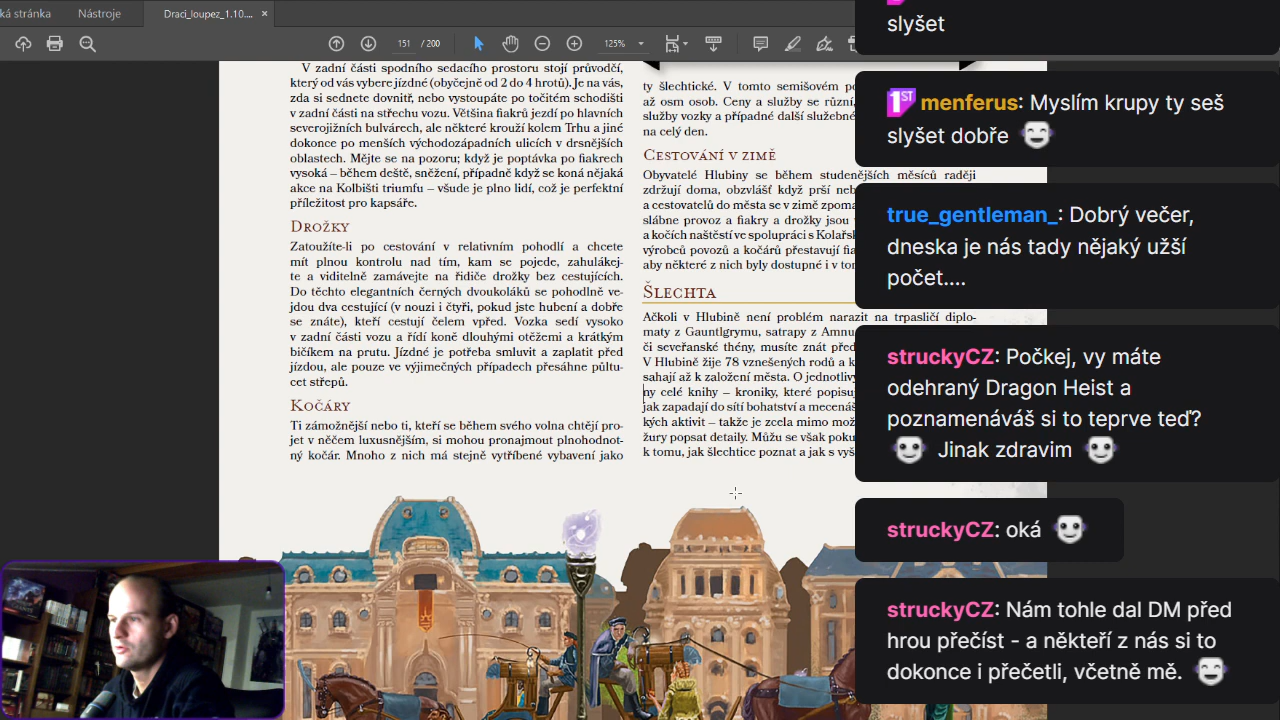 ká stránka
Nástroje
Draci_loupez_1.10....
×
151 / 200
125%
V zadní části spodního sedacího prostoru stojí průvodčí,
který od vás vybere jízdné (obyčejně od 2 do 4 hrotů). Je na vás,
zda si sednete dovnitř, nebo vystoupáte po točitém schodišti
v zadní části na střechu vozu. Většina fiakrů jezdí po hlavních
severojižních bulvárech, ale některé krouží kolem Trhu a jiné
dokonce po menších východozápadních ulicích v drsnějších
oblastech. Mějte se na pozoru; když je poptávka po fiakrech
vysoká – během deště, sněžení, případně když se koná nějaká
akce na Kolbišti triumfu – všude je plno lidí, což je perfektní
příležitost pro kapsáře.
Drožky
Zatoužíte-li po cestování v relativním pohodlí a chcete
mít plnou kontrolu nad tím, kam se pojede, zahulákej-
te a viditelně zamávejte na řidiče drožky bez cestujících.
Do těchto elegantních černých dvoukoláků se pohodlně ve-
jdou dva cestující (v nouzi i čtyři, pokud jste hubení a dobře
se znáte), kteří cestují čelem vpřed. Vozka sedí vysoko
v zadní části vozu a řídí koně dlouhými otěžemi a krátkým
bičíkem na prutu. Jízdné je potřeba smluvit a zaplatit před
jízdou, ale pouze ve výjimečných případech přesáhne půltu-
cet střepů.
Kočáry
Ti zámožnější nebo ti, kteří se během svého volna chtějí pro-
jet v něčem luxusnějším, si mohou pronajmout plnohodnot-
ný kočár. Mnoho z nich má stejně vytříbené vybavení jako
ty šlechtické. V tomto semišovém
až osm osob. Ceny a služby se různí,
služby vozky a případné další služebné
na celý den.
Cestování v zimě
Obyvatelé Hlubiny se během studenějších měsíců raději
zdržují doma, obzvlášť když prší
a cestovatelů do města se v zimě
slábne provoz a fiakry a drožky jsou
a kočích naštěstí ve spolupráci s
výrobců povozů a kočárů přestavují
aby některé z nich byly dostupné i v
Šlechta
Ačkoli v Hlubině není problém narazit na trpasličí diplo-
maty z Gauntlgrymu, satrapy z Amnu
či seveřanské thény, musíte znát
V Hlubině žije 78 vznešených rodů a
sahají až k založení města. O
ny celé knihy – kroniky, které
jak zapadají do sítí bohatství a
kých aktivit – takže je zcela mimo
žury popsat detaily. Můžu se však
k tomu, jak šlechtice poznat a jak s
slyšet
1ST menferus: Myslím krupy ty seš
slyšet dobře
true_gentleman_: Dobrý večer,
dneska je nás tady nějaký užší
počet....
struckyCZ: Počkej, vy máte
odehraný Dragon Heist a
poznamenáváš si to teprve teď?
Jinak zdravim
struckyCZ: oká
struckyCZ: Nám tohle dal DM před
hrou přečíst - a někteří z nás si to
dokonce i přečetli, včetně mě.